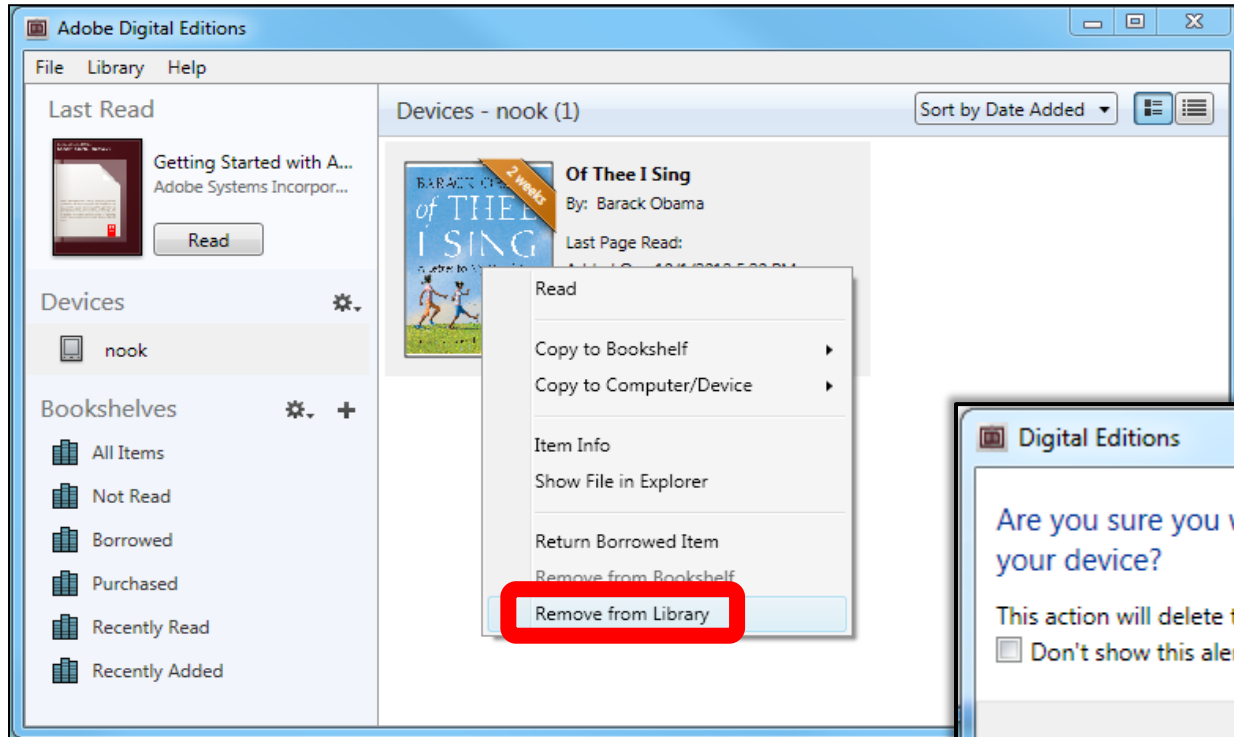 Adobe Digital Editions
File Library Help
Last Read
Getting Started with A...
Adobe Systems Incorpor...
Read
Devices
nook
Bookshelves
All Items
Not Read
Borrowed
Purchased
Recently Read
Recently Added
Devices - nook (1)
Sort by Date Added
2 weeks
BARACK
of THEE
I SING
Of Thee I Sing
By: Barack Obama
Last Page Read:
Read
Copy to Bookshelf
Copy to Computer/Device
Item Info
Show File in Explorer
Return Borrowed Item
Remove from Bookshelf
Remove from Library
Digital Editions
Are you sure you
your device?
This action will delete
Don't show this